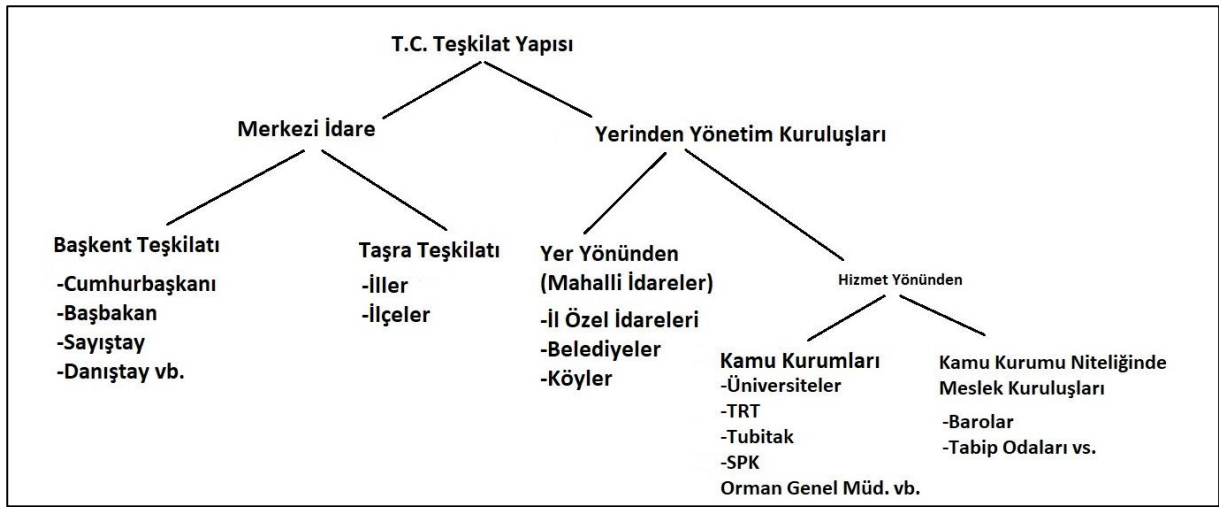 T.C. Teşkilat Yapısı
Merkezi İdare
Yerinden Yönetim Kuruluşları
Başkent Teşkilatı
-Cumhurbaşkanı
-Başbakan
-Sayıştay
-Danıştay vb.
Taşra Teşkilatı
-İller
-İlçeler
Yer Yönünden
(Mahalli İdareler)
-İl Özel İdareleri
-Belediyeler
-Köyler
Hizmet Yönünden
Kamu Kurumları
-Üniversiteler
-TRT
-Tubitak
-SPK
Orman Genel Müd. vb.
Kamu Kurumu Niteliğinde
Meslek Kuruluşları
-Barolar
-Tabip Odaları vs.